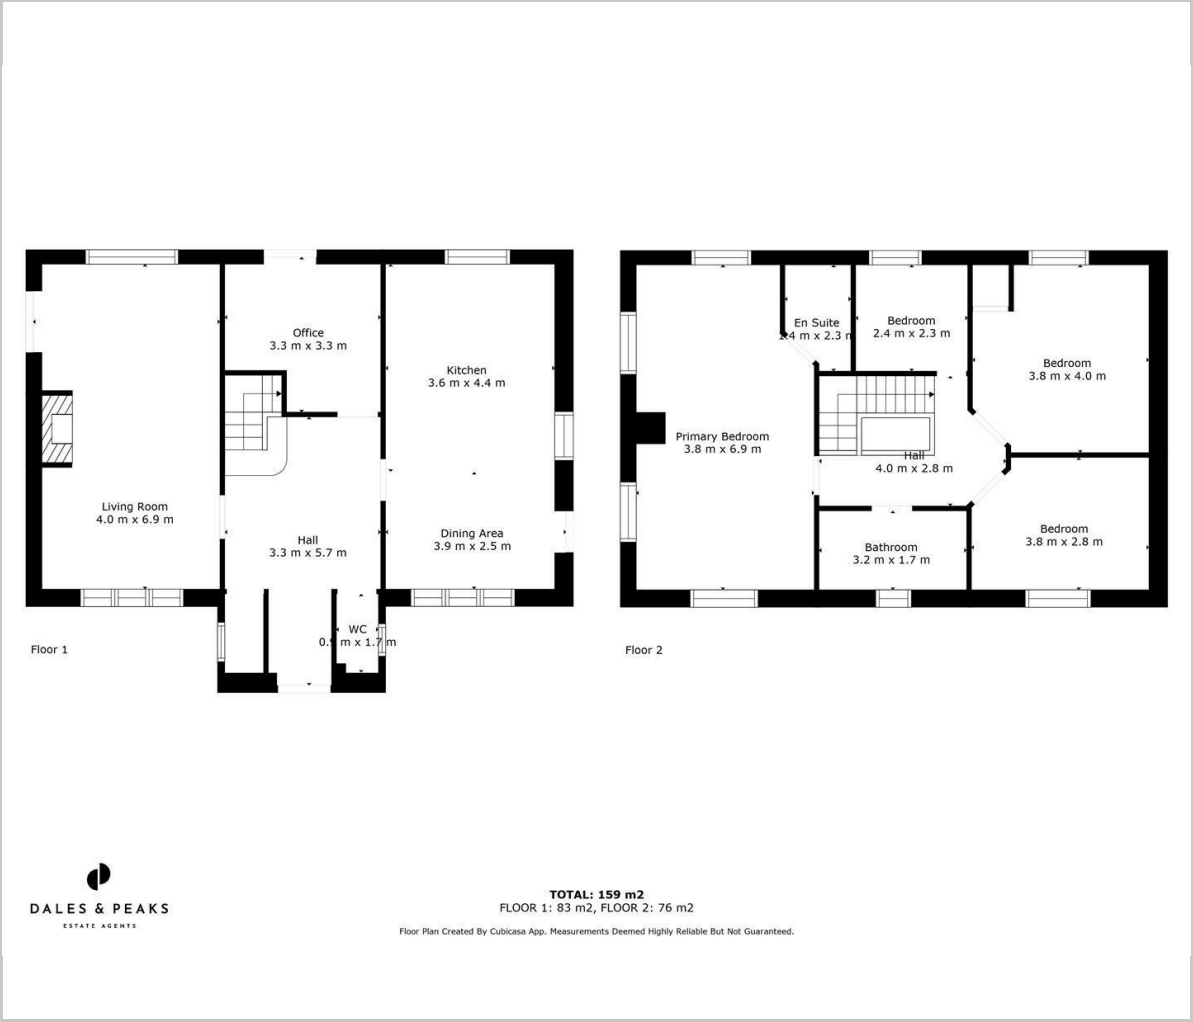 Office
3.3 m x 3.3 m
Kitchen
3.6 m x 4.4 m
Living Room
4.0 m x 6.9 m
Hall
3.3 m x 5.7 m
Dining Area
3.9 m x 2.5 m
WC
m x 1.7 m
Floor 1
En Suite
1.4 m x 2.3 m
Bedroom
2.4 m x 2.3 m
Bedroom
3.8 m x 4.0 m
Primary Bedroom
3.8 m x 6.9 m
Hall
4.0 m x 2.8 m
Bedroom
3.8 m x 2.8 m
Bathroom
3.2 m x 1.7 m
Floor 2
DALES & PEAKS
ESTATE AGENTS
TOTAL: 159 m2
FLOOR 1: 83 m2, FLOOR 2: 76 m2
Floor Plan Created By Cubicasa App. Measurements Deemed Highly Reliable But Not Guaranteed.